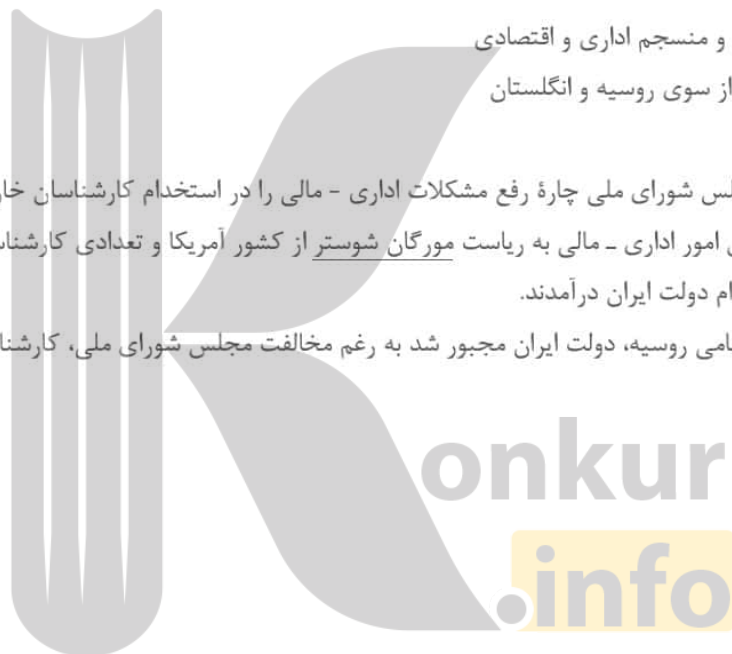 و منسجم اداری و اقتصادی
از سوی روسیه و انگلستان
لس شورای ملی چارهٔ رفع مشکلات اداری - مالی را در استخدام کارشناسان خار
ی امور اداری ـ مالی به ریاست مورگان شوستر از کشور آمریکا و تعدادی کارشناس
ام دولت ایران درآمدند.
امی روسیه، دولت ایران مجبور شد به رغم مخالفت مجلس شورای ملی، کارشنا
onkur
.info